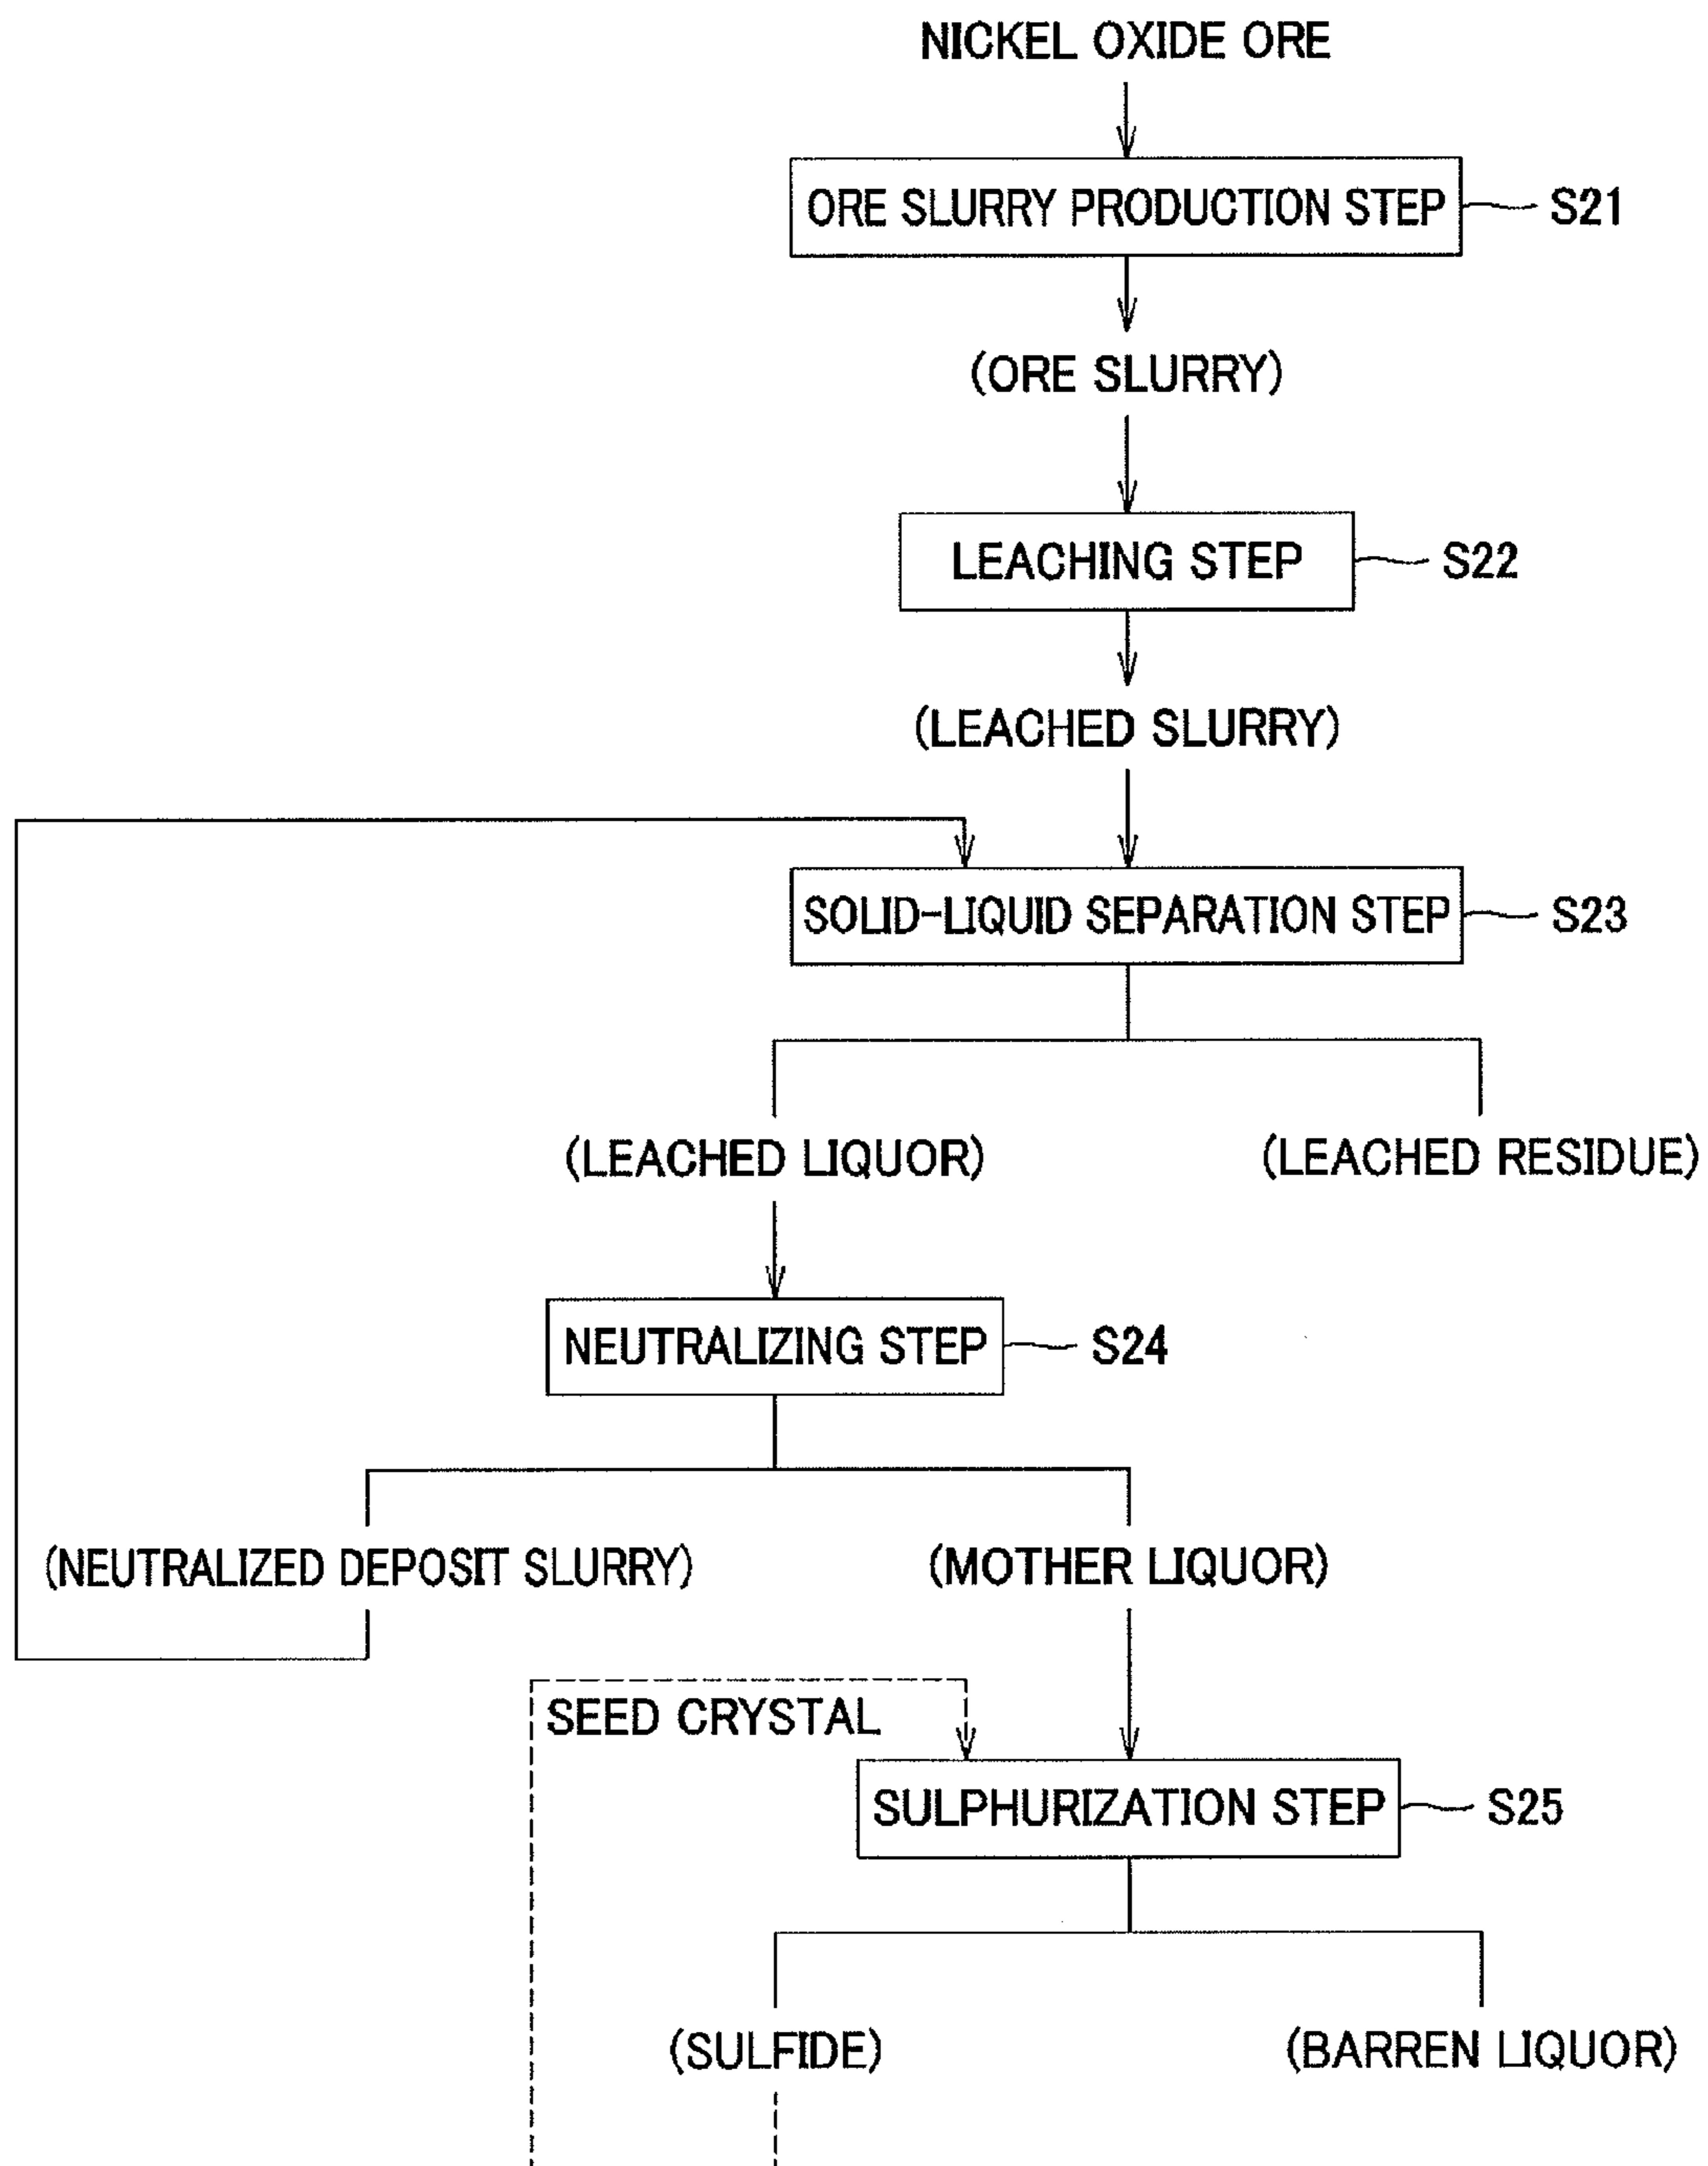 NICKEL OXIDE ORE
ORE SLURRY PRODUCTION STEP S21
(ORE SLURRY)
LEACHING STEP S22
(LEACHED SLURRY)
SOLID-LIQUID SEPARATION STEP S23
(LEACHED LIQUOR) (LEACHED RESIDUE)
NEUTRALIZING STEP S24
(NEUTRALIZED DEPOSIT SLURRY) (MOTHER LIQUOR)
SEED CRYSTAL
SULPHURIZATION STEP S25
(SULFIDE) (BARREN LIQUOR)